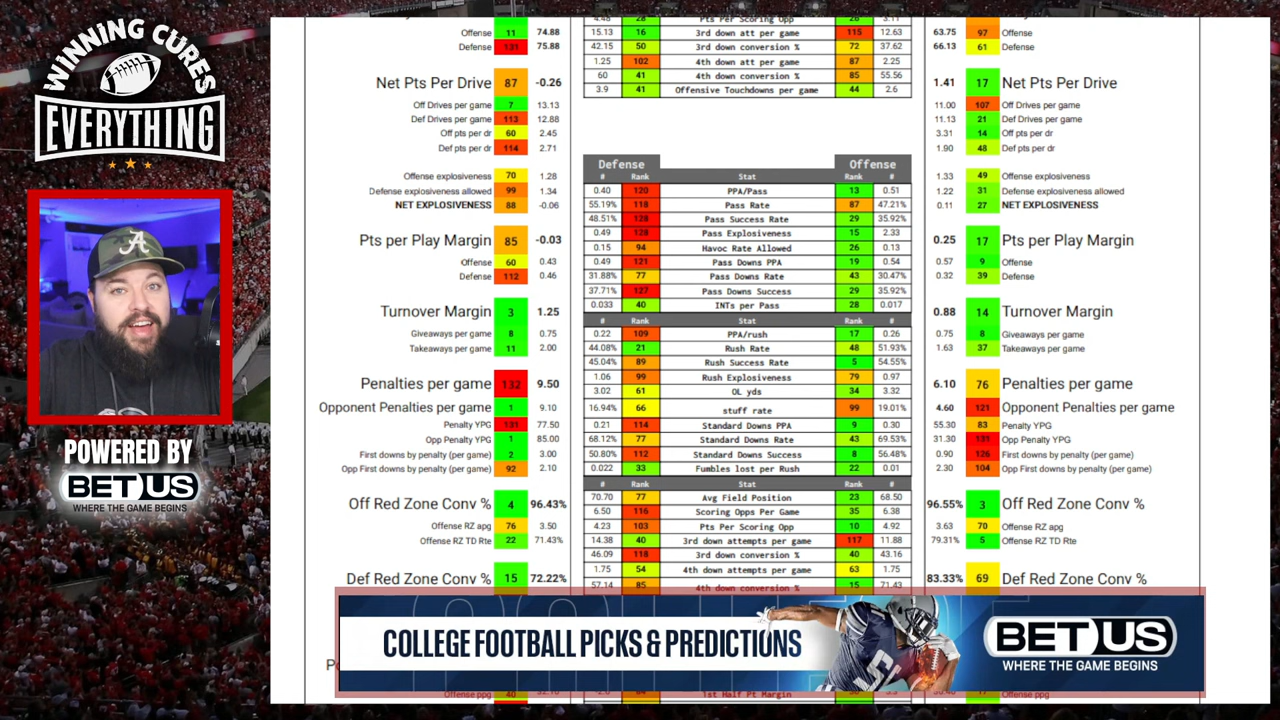 WINNING CURES
EVERYTHING
POWERED BY
BETUS
WHERE THE GAME BEGINS
Offense 11 74.88
Defense 131 75.88
Net Pts Per Drive 87 -0.26
Off Drives per game 7 13.13
Def Drives per game 113 12.88
Off pts per dr 60 2.45
Def pts per dr 114 2.71
Offense explosiveness 70 1.28
Defense explosiveness allowed 99 1.34
NET EXPLOSIVENESS 88 -0.06
Pts per Play Margin 85 -0.03
Offense 60 0.43
Defense 112 0.46
Turnover Margin 3 1.25
Giveaways per game 8 0.75
Takeaways per game 11 2.00
Penalties per game 132 9.50
Opponent Penalties per game 1 9.10
Penalty YPG 131 77.50
Opp Penalty YPG 1 85.00
First downs by penalty (per game) 2 3.00
Opp First downs by penalty (per game) 92 2.10
Off Red Zone Conv % 4 96.43%
Offense RZ apg 76 3.50
Offense RZ TD Rte 22 71.43%
Def Red Zone Conv % 15 72.22%
4.48 28 Pts Per Scoring Opp 26 3.11
15.13 16 3rd down att per game 115 12.63
42.15 50 3rd down conversion % 72 37.62
1.25 102 4th down att per game 87 2.25
60 41 4th down conversion % 85 55.56
3.9 41 Offensive Touchdowns per game 44 2.6
Defense Offense
# Rank Stat Rank #
0.40 120 PPA/Pass 13 0.51
55.19% 118 Pass Rate 87 47.21%
48.51% 128 Pass Success Rate 29 35.92%
0.49 128 Pass Explosiveness 15 2.33
0.15 94 Havoc Rate Allowed 26 0.13
0.49 121 Pass Downs PPA 19 0.54
31.88% 77 Pass Downs Rate 43 30.47%
37.71% 127 Pass Downs Success 29 35.92%
0.033 40 INTs per Pass 28 0.017
# Rank Stat Rank #
0.22 109 PPA/rush 17 0.26
44.08% 21 Rush Rate 48 51.93%
45.04% 89 Rush Success Rate 5 54.55%
1.06 99 Rush Explosiveness 79 0.97
3.02 61 OL yds 34 3.32
16.94% 66 stuff rate 99 19.01%
0.21 114 Standard Downs PPA 9 0.30
68.12% 77 Standard Downs Rate 43 69.53%
50.80% 112 Standard Downs Success 8 56.48%
0.022 33 Fumbles lost per Rush 22 0.01
# Rank Stat Rank #
70.70 77 Avg Field Position 23 68.50
6.50 116 Scoring Opps Per Game 35 6.38
4.23 103 Pts Per Scoring Opp 10 4.92
14.38 40 3rd down attempts per game 117 11.88
46.09 118 3rd down conversion % 40 43.16
1.75 54 4th down attempts per game 63 1.75
57.14 85 4th down conversion % 15 71.43
1st Half Pt Margin
63.75 97 Offense
66.13 61 Defense
1.41 17 Net Pts Per Drive
11.00 107 Off Drives per game
11.13 21 Def Drives per game
3.31 14 Off pts per dr
1.90 48 Def pts per dr
1.33 49 Offense explosiveness
1.22 31 Defense explosiveness allowed
0.11 27 NET EXPLOSIVENESS
0.25 17 Pts per Play Margin
0.57 9 Offense
0.32 39 Defense
0.88 14 Turnover Margin
0.75 8 Giveaways per game
1.63 37 Takeaways per game
6.10 76 Penalties per game
4.60 121 Opponent Penalties per game
55.30 83 Penalty YPG
31.30 131 Opp Penalty YPG
0.90 126 First downs by penalty (per game)
2.30 104 Opp First downs by penalty (per game)
96.55% 3 Off Red Zone Conv %
3.63 70 Offense RZ apg
79.31% 5 Offense RZ TD Rte
83.33% 69 Def Red Zone Conv %
Offense ppg 40
Offense ppg
COLLEGE FOOTBALL PICKS & PREDICTIONS
BETUS
WHERE THE GAME BEGINS